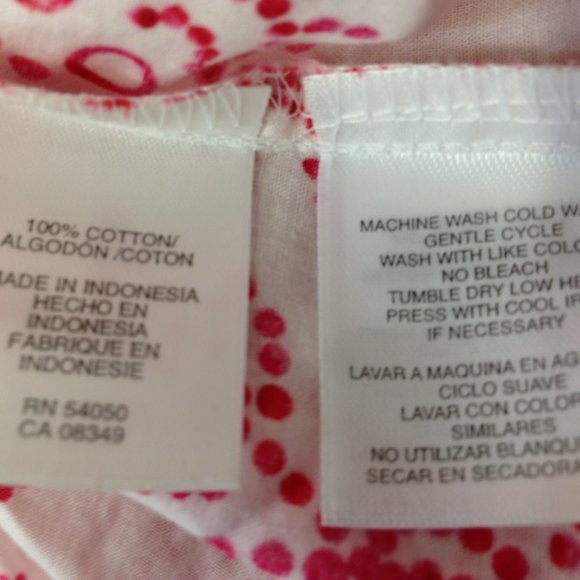 100% COTTON/
ALGODÓN /COTON
MADE IN INDONESIA
HECHO EN
INDONESIA
FABRIQUE EN
INDONESIE
RN 54050
CA 08349
MACHINE WASH COLD
GENTLE CYCLE
WASH WITH LIKE
NO BLEACH
TUMBLE DRY LOW
PRESS WITH COOL
IF NECESSARY
LAVAR A MAQUINA EN
CICLO SUAVE
LAVAR CON
SIMILARES
NO UTILIZAR
SECAR EN